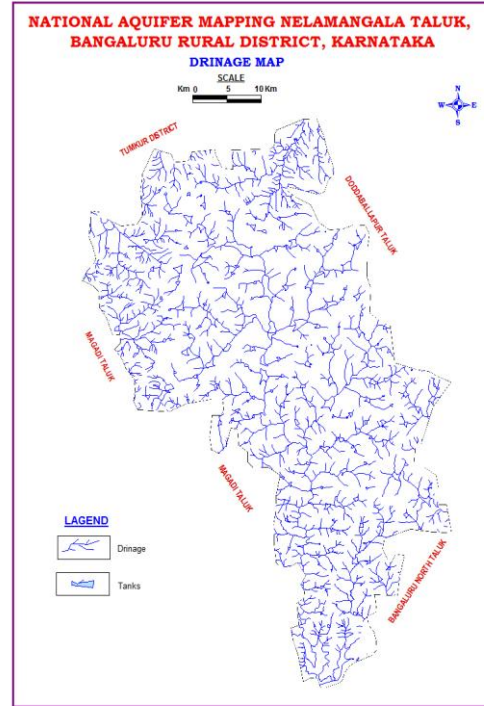 NATIONAL AQUIFER MAPPING NELAMANGALA TALUK,
BANGALURU RURAL DISTRICT, KARNATAKA
DRINAGE MAP
SCALE
Km 0 5 10 Km
N
W E
S
TUMKUR DISTRICT
DODDABALLAPUR TALUK
MAGADI TALUK
MAGADI TALUK
BANGALURU NORTH TALUK
LAGEND
Drinage
Tanks